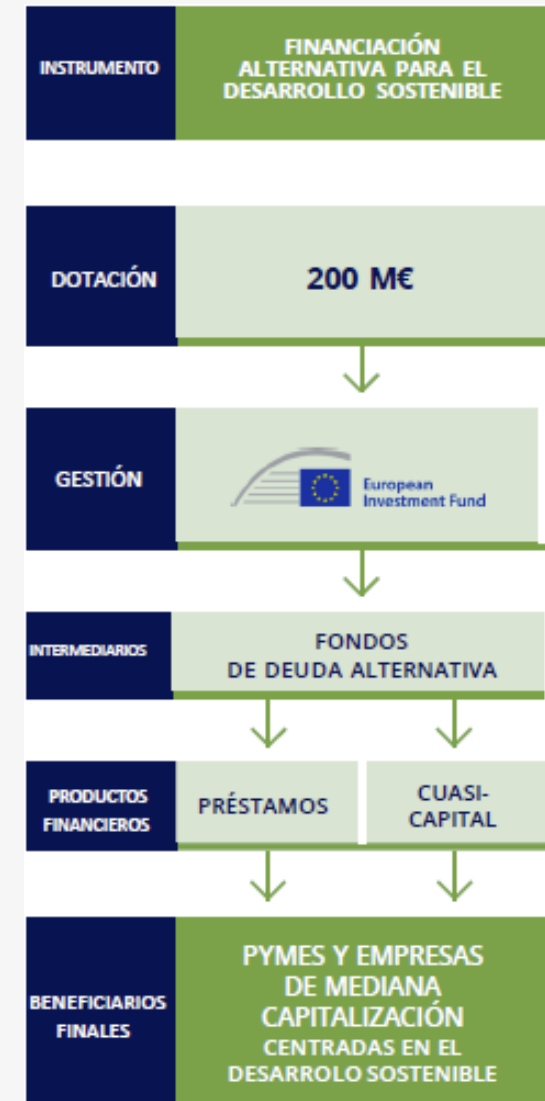 INSTRUMENTO
FINANCIACIÓN
ALTERNATIVA PARA EL
DESARROLLO SOSTENIBLE
DOTACIÓN
200 M€
GESTIÓN
European
Investment Fund
INTERMEDIARIOS
FONDOS
DE DEUDA ALTERNATIVA
PRODUCTOS
FINANCIEROS
PRÉSTAMOS
CUASI-
CAPITAL
BENEFICIARIOS
FINALES
PYMES Y EMPRESAS
DE MEDIANA
CAPITALIZACIÓN
CENTRADAS EN EL
DESARROLO SOSTENIBLE